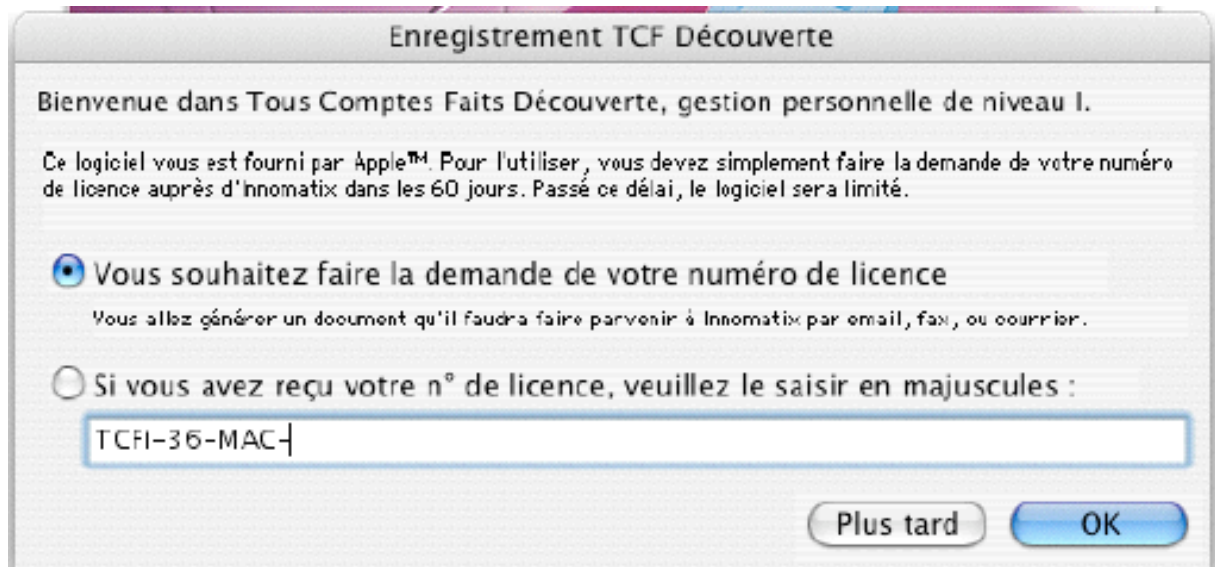 Enregistrement TCF Découverte
Bienvenue dans Tous Comptes Faits Découverte, gestion personnelle de niveau I.
Ce logiciel vous est fourni par Apple™. Pour l'utiliser, vous devez simplement faire la demande de votre numéro
de licence auprès d'Innomatix dans les 60 jours. Passé ce délai, le logiciel sera limité.
Vous souhaitez faire la demande de votre numéro de licence
Vous allez générer un document qu'il faudra faire parvenir à Innomatix par email, fax, ou courrier.
Si vous avez reçu votre n° de licence, veuillez le saisir en majuscules :
TCFI-36-MAC-
Plus tard
OK